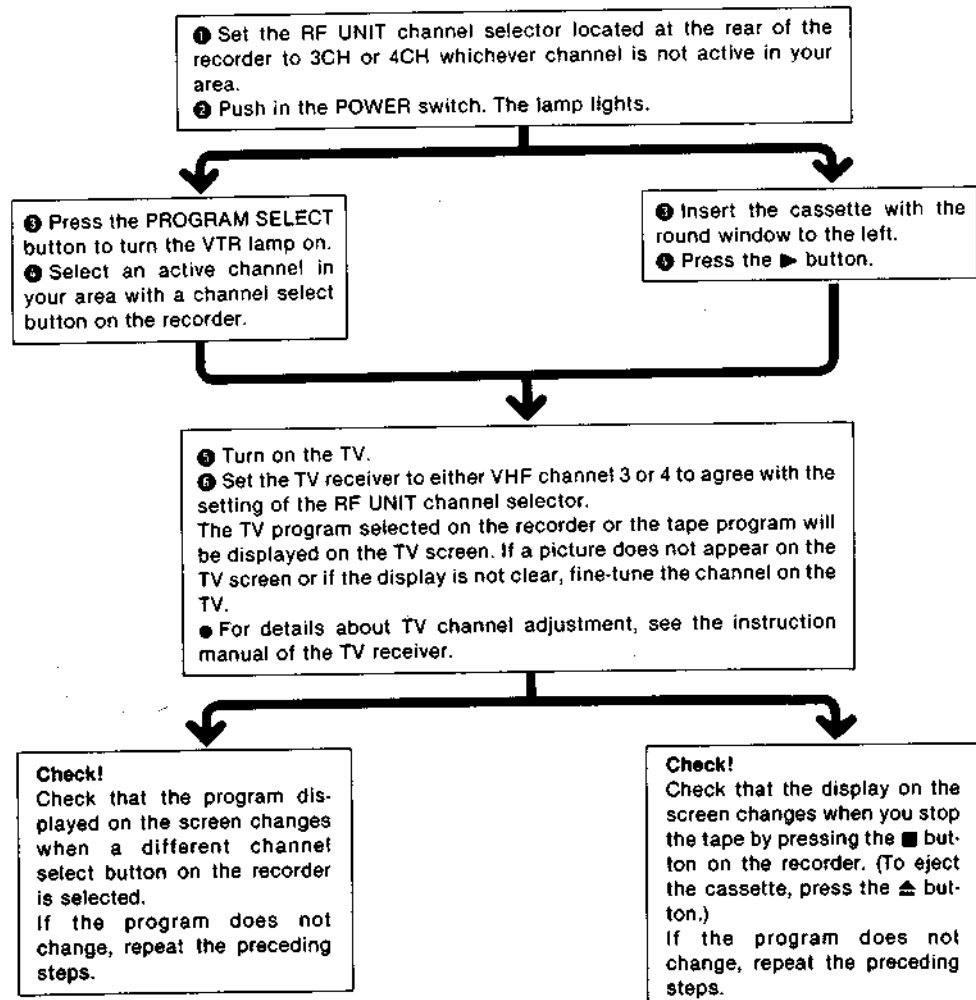 ❶ Set the RF UNIT channel selector located at the rear of the
recorder to 3CH or 4CH whichever channel is not active in your
area.
❷ Push in the POWER switch. The lamp lights.
❸ Press the PROGRAM SELECT
button to turn the VTR lamp on.
❹ Select an active channel in
your area with a channel select
button on the recorder.
❸ Insert the cassette with the
round window to the left.
❹ Press the ▶ button.
❺ Turn on the TV.
❻ Set the TV receiver to either VHF channel 3 or 4 to agree with the
setting of the RF UNIT channel selector.
The TV program selected on the recorder or the tape program will
be displayed on the TV screen. If a picture does not appear on the
TV screen or if the display is not clear, fine-tune the channel on the
TV.
● For details about TV channel adjustment, see the instruction
manual of the TV receiver.
Check!
Check that the program dis-
played on the screen changes
when a different channel
select button on the recorder
is selected.
If the program does not
change, repeat the preceding
steps.
Check!
Check that the display on the
screen changes when you stop
the tape by pressing the ■ but-
ton on the recorder. (To eject
the cassette, press the ⏏ but-
ton.)
If the program does not
change, repeat the preceding
steps.